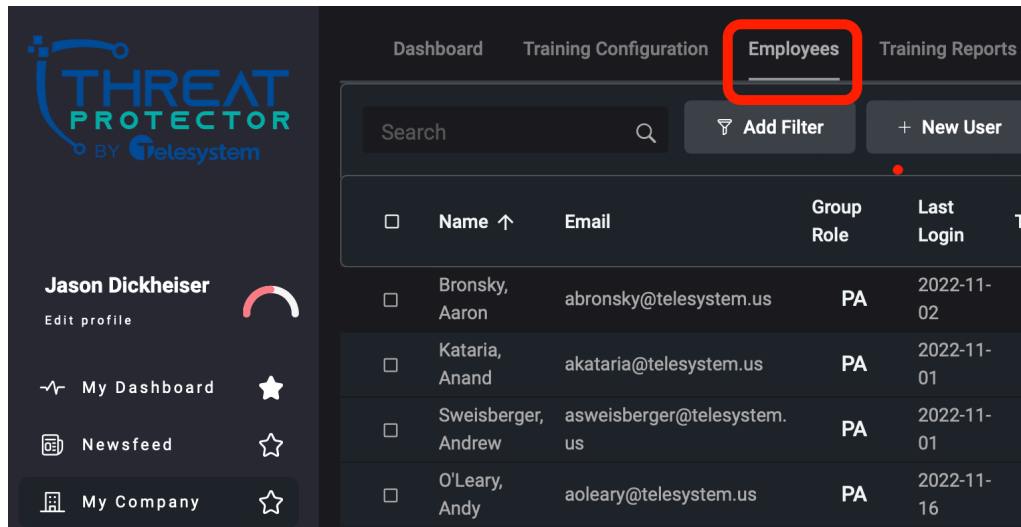 THREAT
PROTECTOR
BY Telesystem
Jason Dickheiser
Edit profile
My Dashboard
Newsfeed
My Company
Dashboard Training Configuration Employees Training Reports
Search Add Filter + New User
Name ↑ Email Group Role Last Login
Bronsky, Aaron abronsky@telesystem.us PA 2022-11-02
Kataria, Anand akataria@telesystem.us PA 2022-11-01
Sweisberger, Andrew asweisberger@telesystem.us PA 2022-11-01
O'Leary, Andy aoleary@telesystem.us PA 2022-11-16